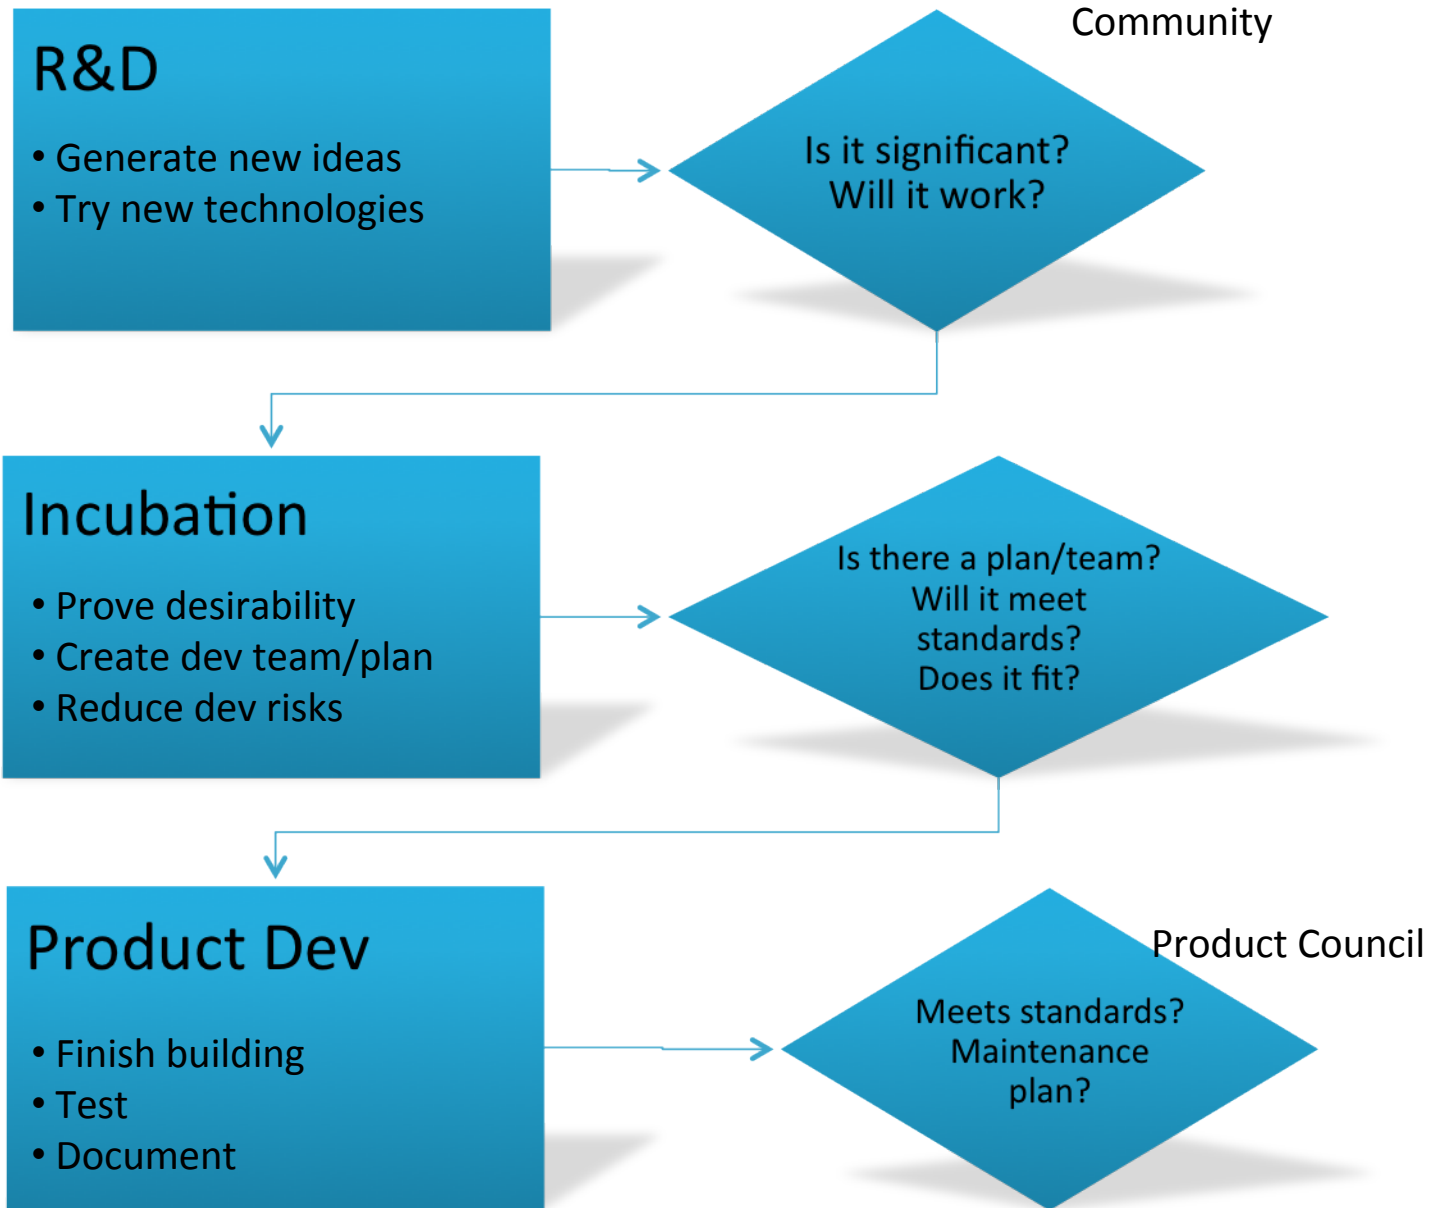 Community
R&D
• Generate new ideas
• Try new technologies
Is it significant?
Will it work?
Incubation
• Prove desirability
• Create dev team/plan
• Reduce dev risks
Is there a plan/team?
Will it meet
standards?
Does it fit?
Product Dev
• Finish building
• Test
• Document
Product Council
Meets standards?
Maintenance
plan?